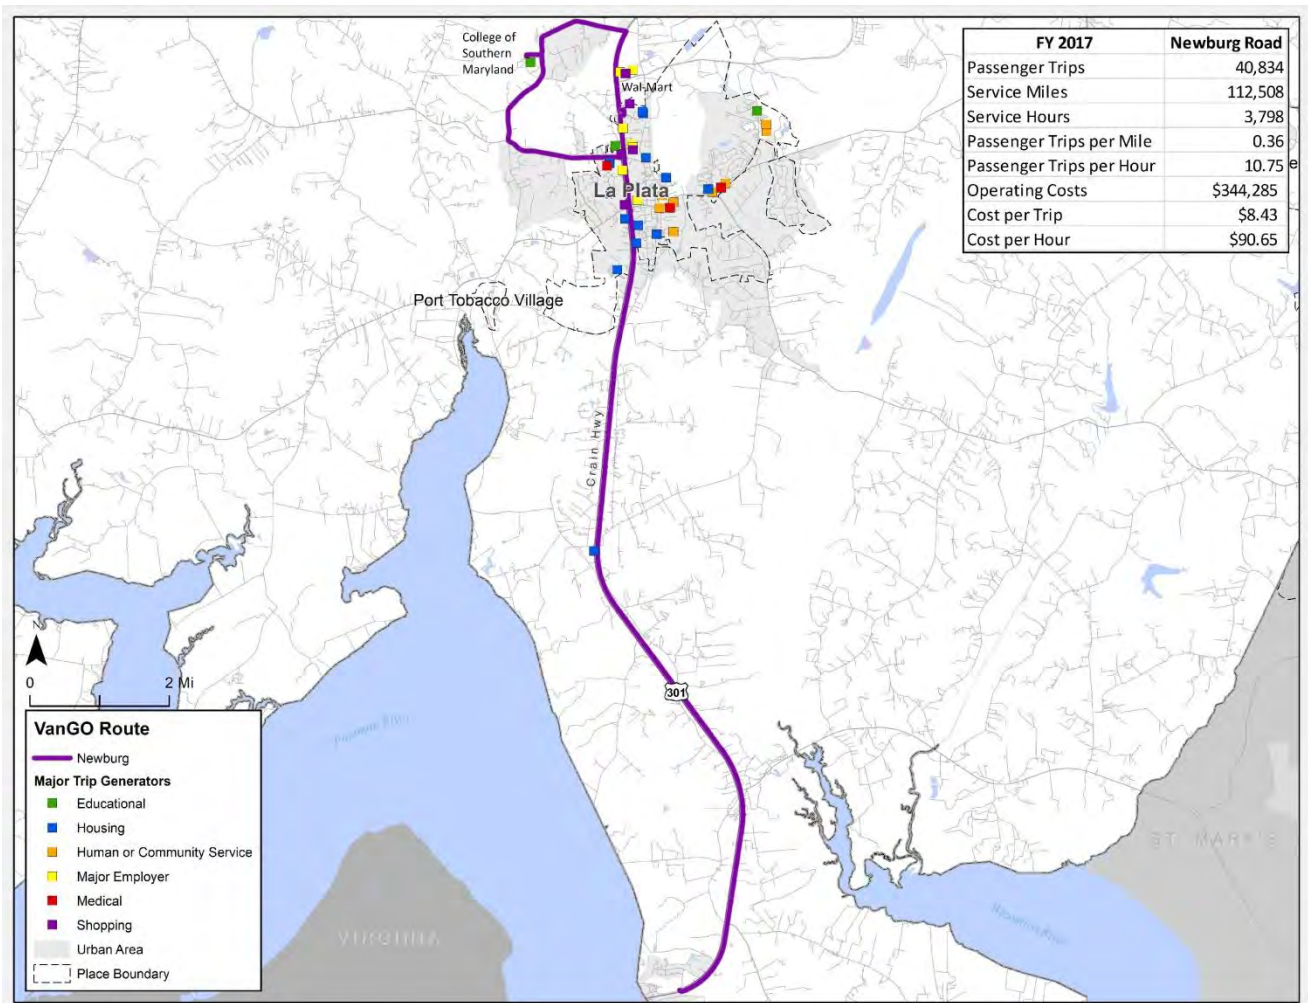 College of
Southern
Maryland
Wal-Mart
La Plata
Port Tobacco Village
Crain Hwy
301
Potomac River
Wicomico River
VIRGINIA
ST. MARY'S
FY 2017 Newburg Road
Passenger Trips 40,834
Service Miles 112,508
Service Hours 3,798
Passenger Trips per Mile 0.36
Passenger Trips per Hour 10.75
Operating Costs $344,285
Cost per Trip $8.43
Cost per Hour $90.65
e
N
0 2 Mi
VanGO Route
Newburg
Major Trip Generators
Educational
Housing
Human or Community Service
Major Employer
Medical
Shopping
Urban Area
Place Boundary